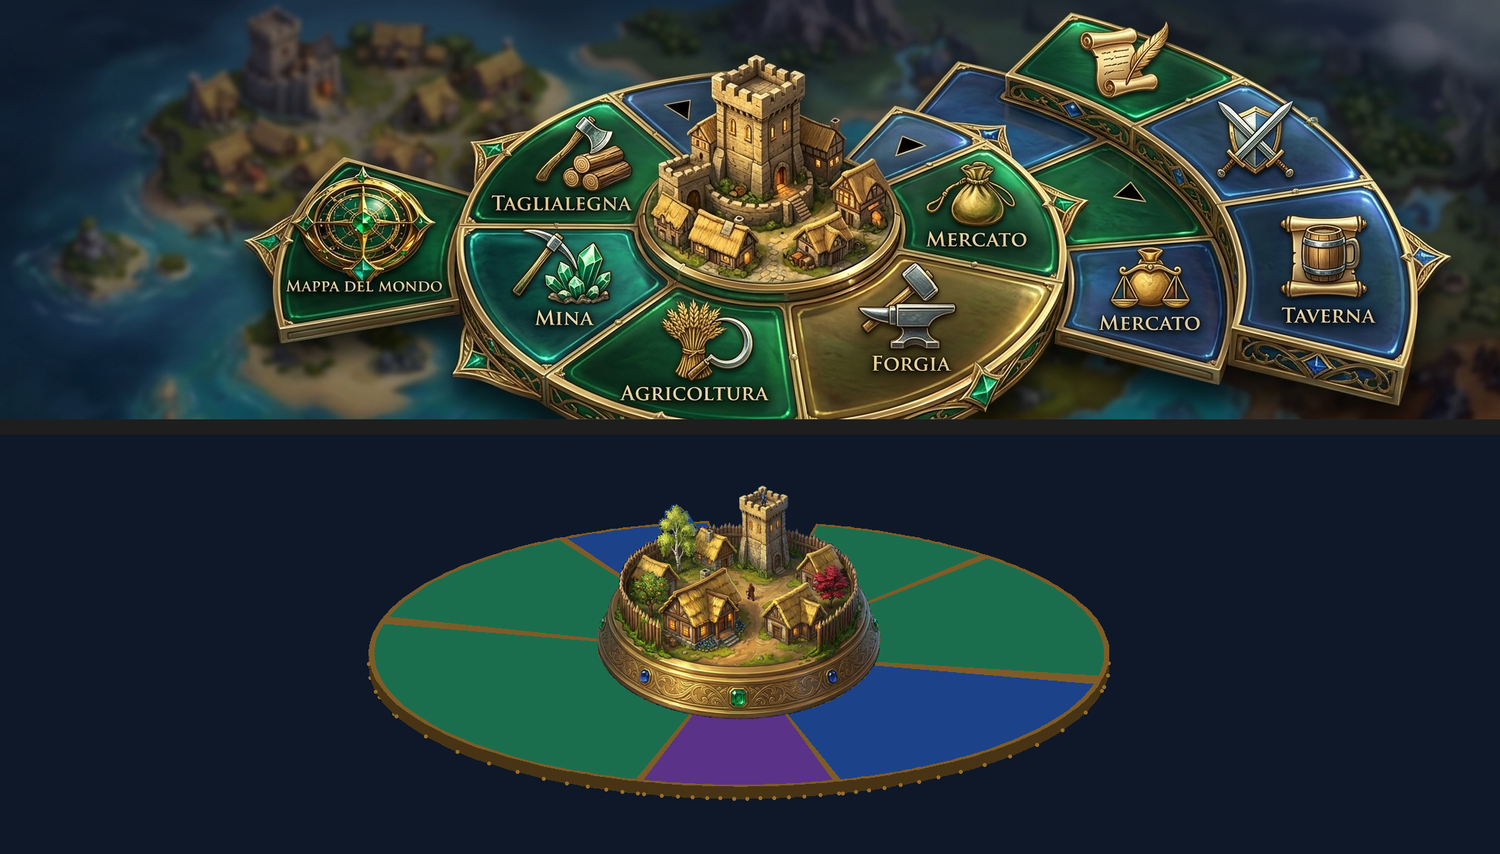 TAGLIALEGNA
MERCATO
MAPPA DEL MONDO
MINA
MERCATO
TAVERNA
FORGIA
AGRICOLTURA